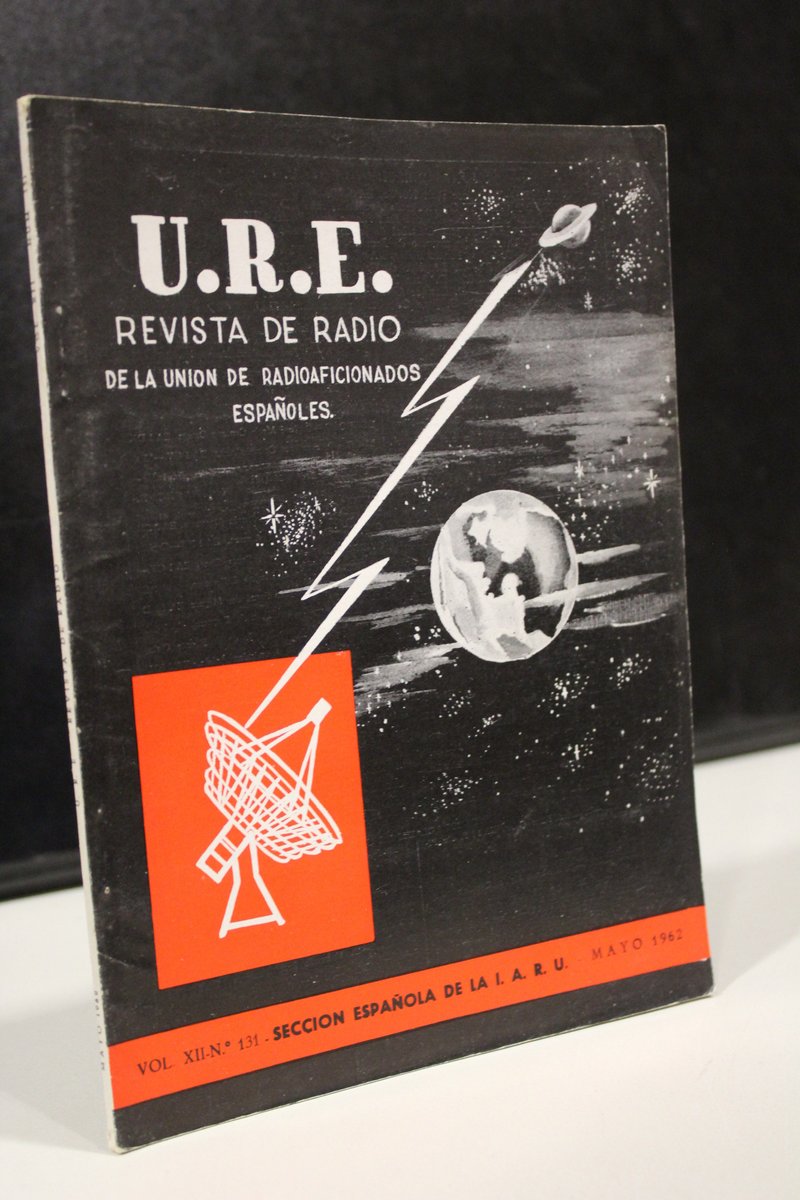 U.R.E.
REVISTA DE RADIO
DE LA UNION DE RADIOAFICIONADOS
ESPAÑOLES.
VOL. XII-N.º 131 - SECCION ESPAÑOLA DE LA I. A. R. U. - MAYO 1962